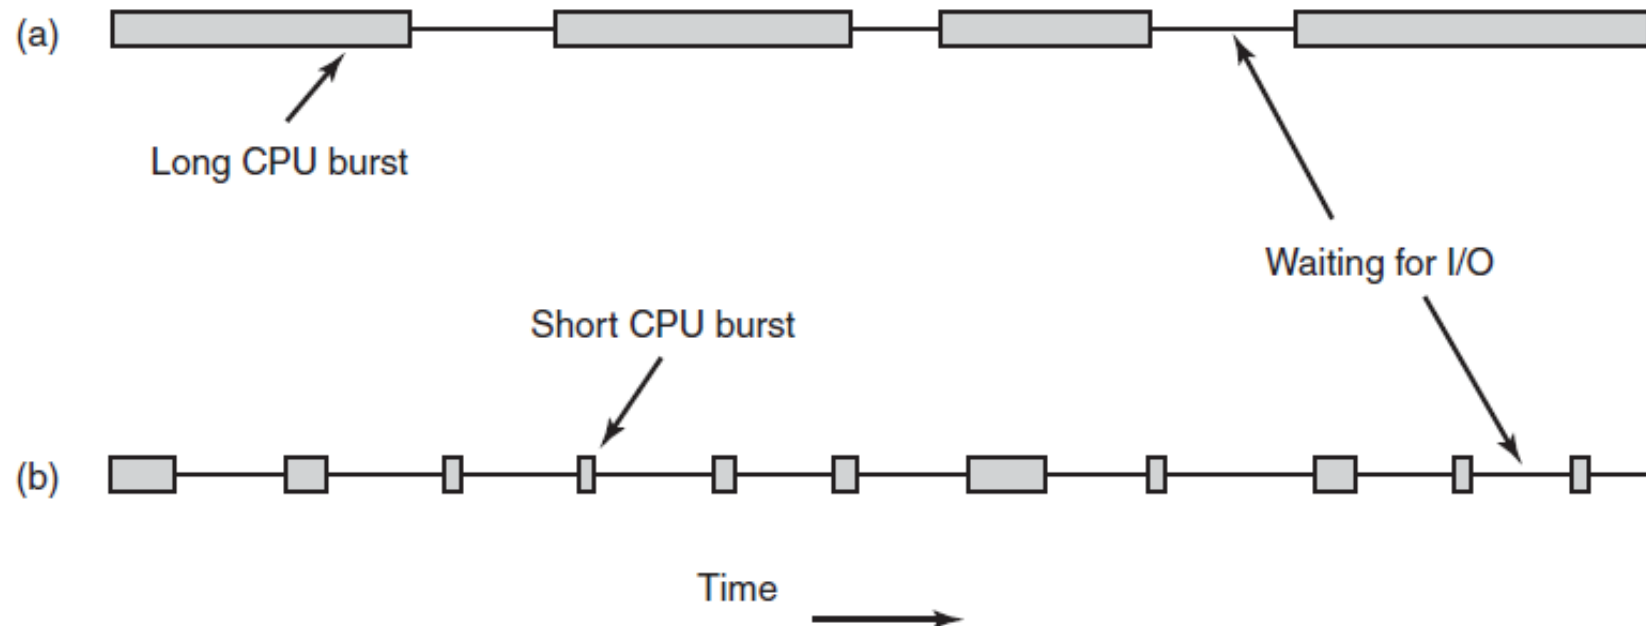 (a)
Long CPU burst
Waiting for I/O
Short CPU burst
(b)
Time